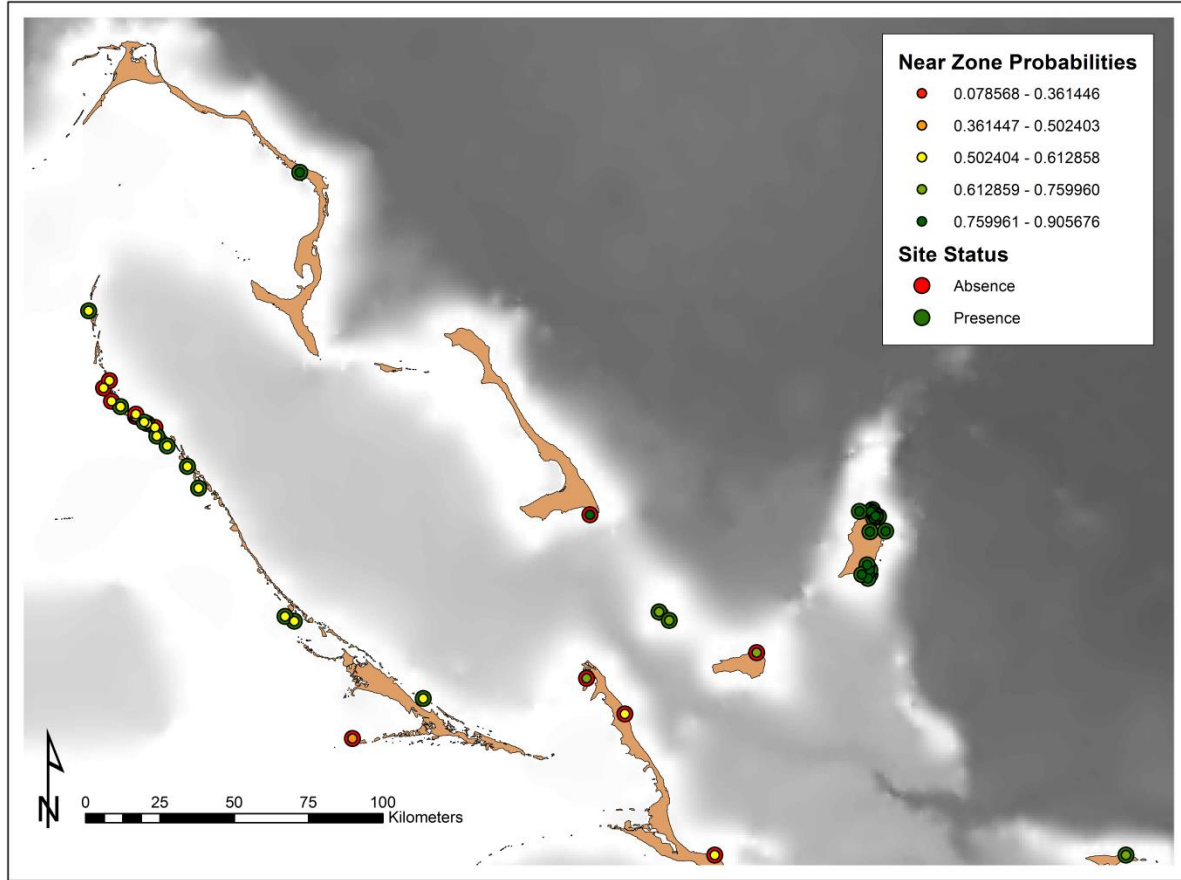 Near Zone Probabilities
0.078568 - 0.361446
0.361447 - 0.502403
0.502404 - 0.612858
0.612859 - 0.759960
0.759961 - 0.905676
Site Status
Absence
Presence
N
0 25 50 75 100
Kilometers